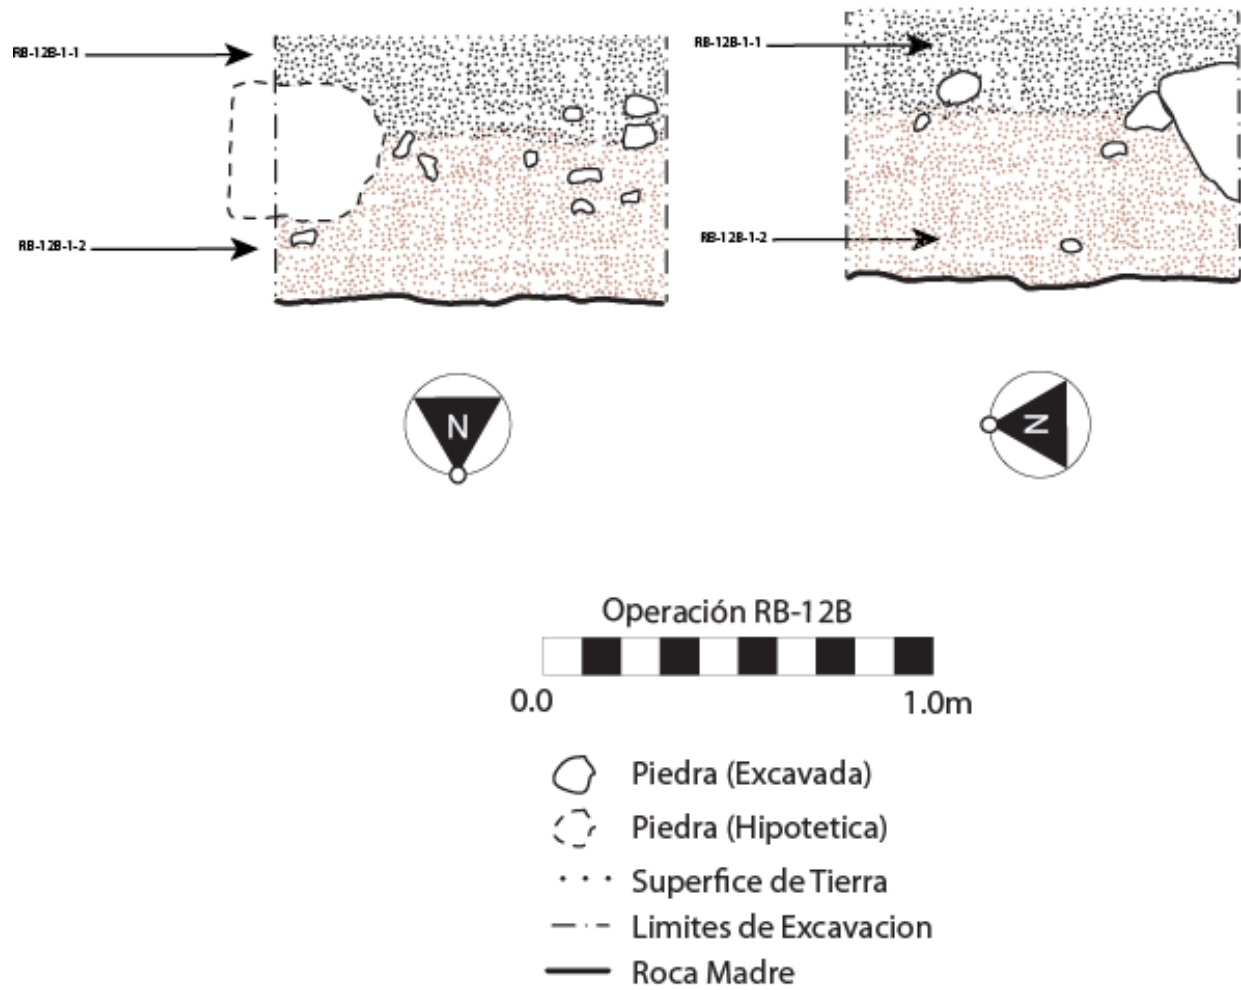 RB-12B-1-1
RB-12B-1-1
RB-12B-1-2
RB-12B-1-2
N
N
Operación RB-12B
0.0
1.0m
Piedra (Excavada)
Piedra (Hipotetica)
Superfice de Tierra
Limites de Excavacion
Roca Madre